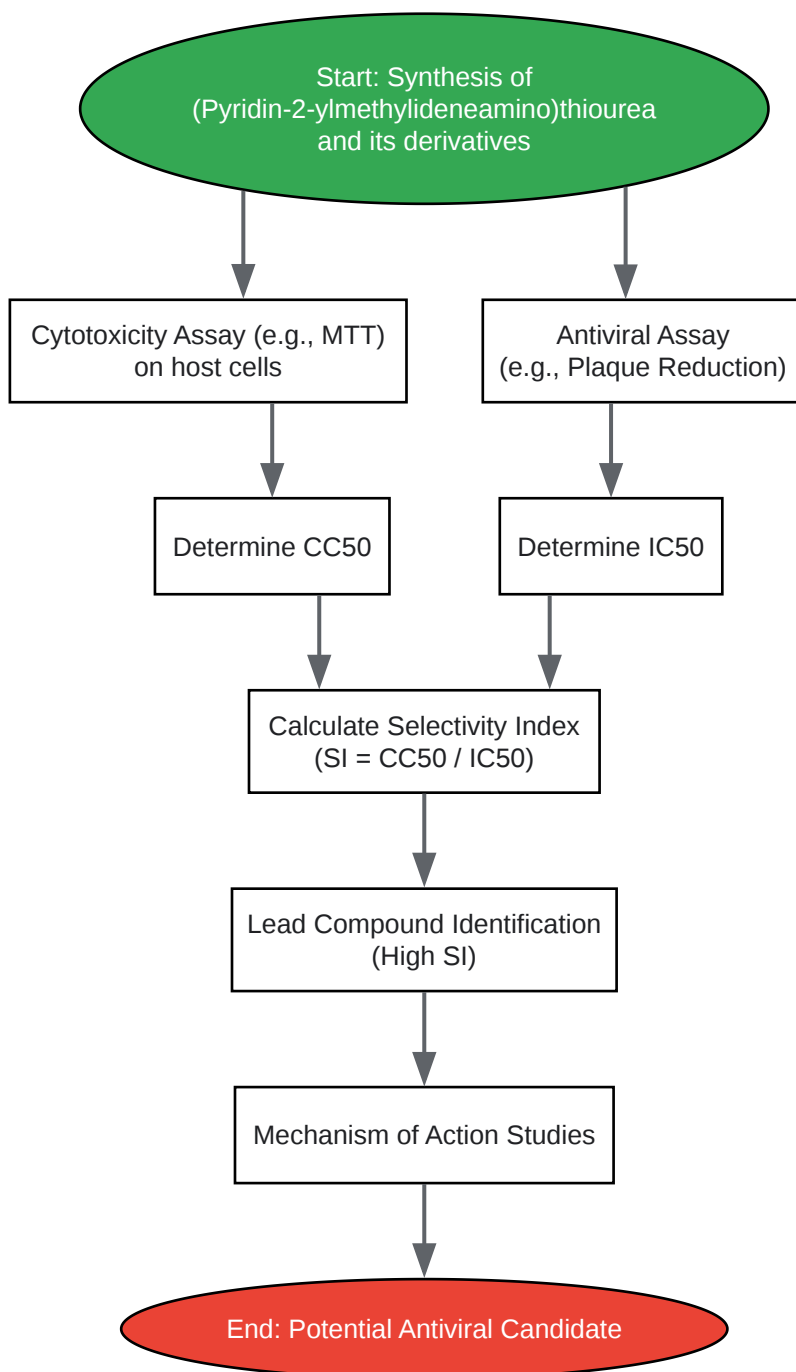 Start: Synthesis of
(Pyridin-2-ylmethylideneamino)thiourea
and its derivatives
Cytotoxicity Assay (e.g., MTT)
on host cells
Antiviral Assay
(e.g., Plaque Reduction)
Determine CC50
Determine IC50
Calculate Selectivity Index
(SI = CC50 / IC50)
Lead Compound Identification
(High SI)
Mechanism of Action Studies
End: Potential Antiviral Candidate